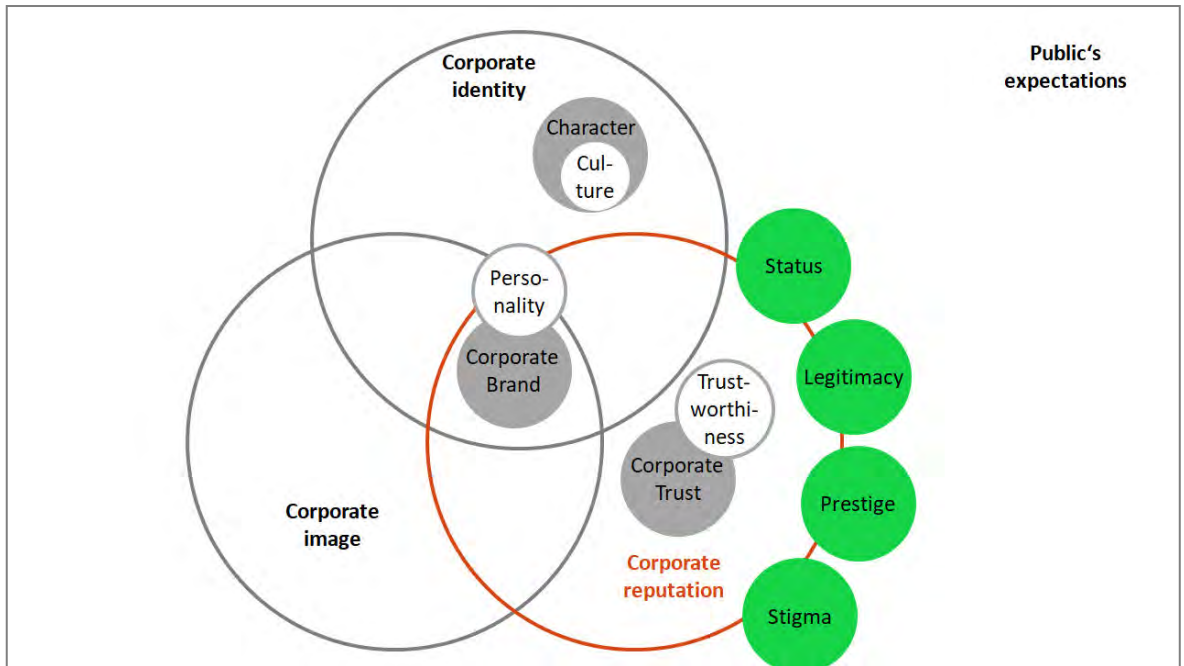 Corporate
identity
Public‘s
expectations
Character
Cul-
ture
Status
Perso-
nality
Corporate
Brand
Legitimacy
Trust-
worthi-
ness
Corporate
Trust
Prestige
Corporate
image
Corporate
reputation
Stigma